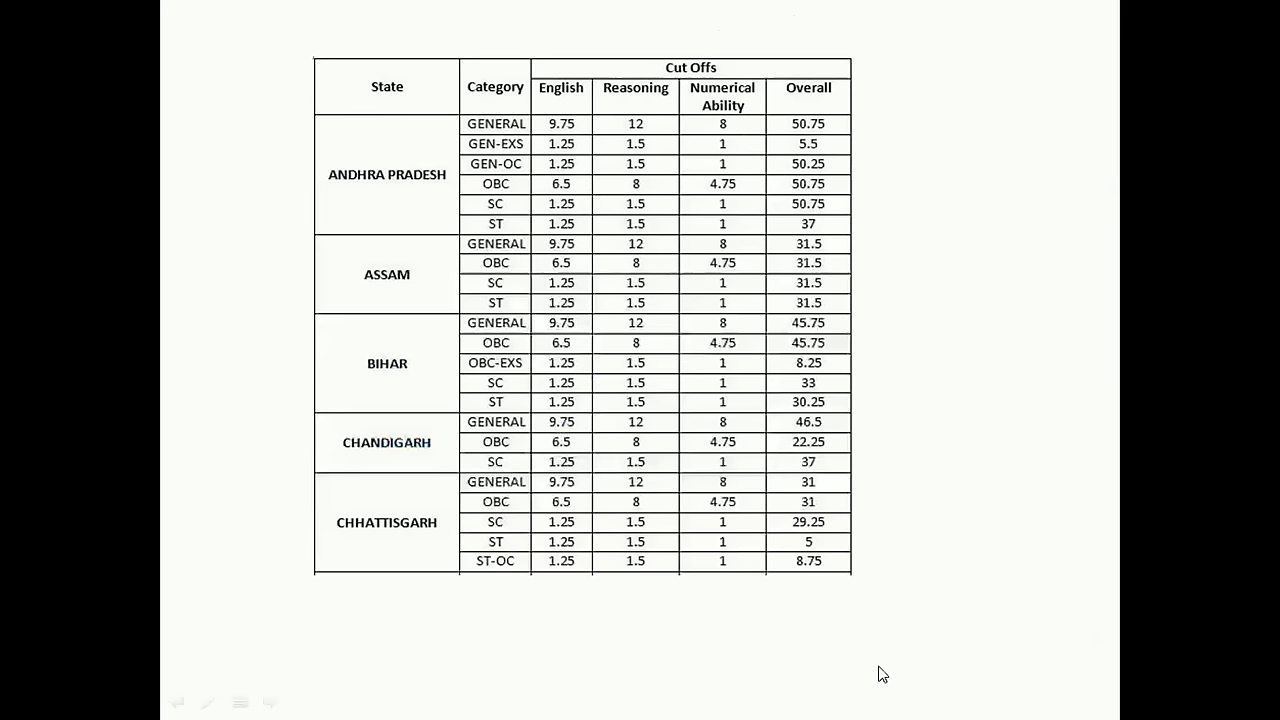 State Category Cut Offs
English Reasoning Numerical Ability Overall
ANDHRA PRADESH GENERAL 9.75 12 8 50.75
GEN-EXS 1.25 1.5 1 5.5
GEN-OC 1.25 1.5 1 50.25
OBC 6.5 8 4.75 50.75
SC 1.25 1.5 1 50.75
ST 1.25 1.5 1 37
ASSAM GENERAL 9.75 12 8 31.5
OBC 6.5 8 4.75 31.5
SC 1.25 1.5 1 31.5
ST 1.25 1.5 1 31.5
BIHAR GENERAL 9.75 12 8 45.75
OBC 6.5 8 4.75 45.75
OBC-EXS 1.25 1.5 1 8.25
SC 1.25 1.5 1 33
ST 1.25 1.5 1 30.25
CHANDIGARH GENERAL 9.75 12 8 46.5
OBC 6.5 8 4.75 22.25
SC 1.25 1.5 1 37
CHHATTISGARH GENERAL 9.75 12 8 31
OBC 6.5 8 4.75 31
SC 1.25 1.5 1 29.25
ST 1.25 1.5 1 5
ST-OC 1.25 1.5 1 8.75